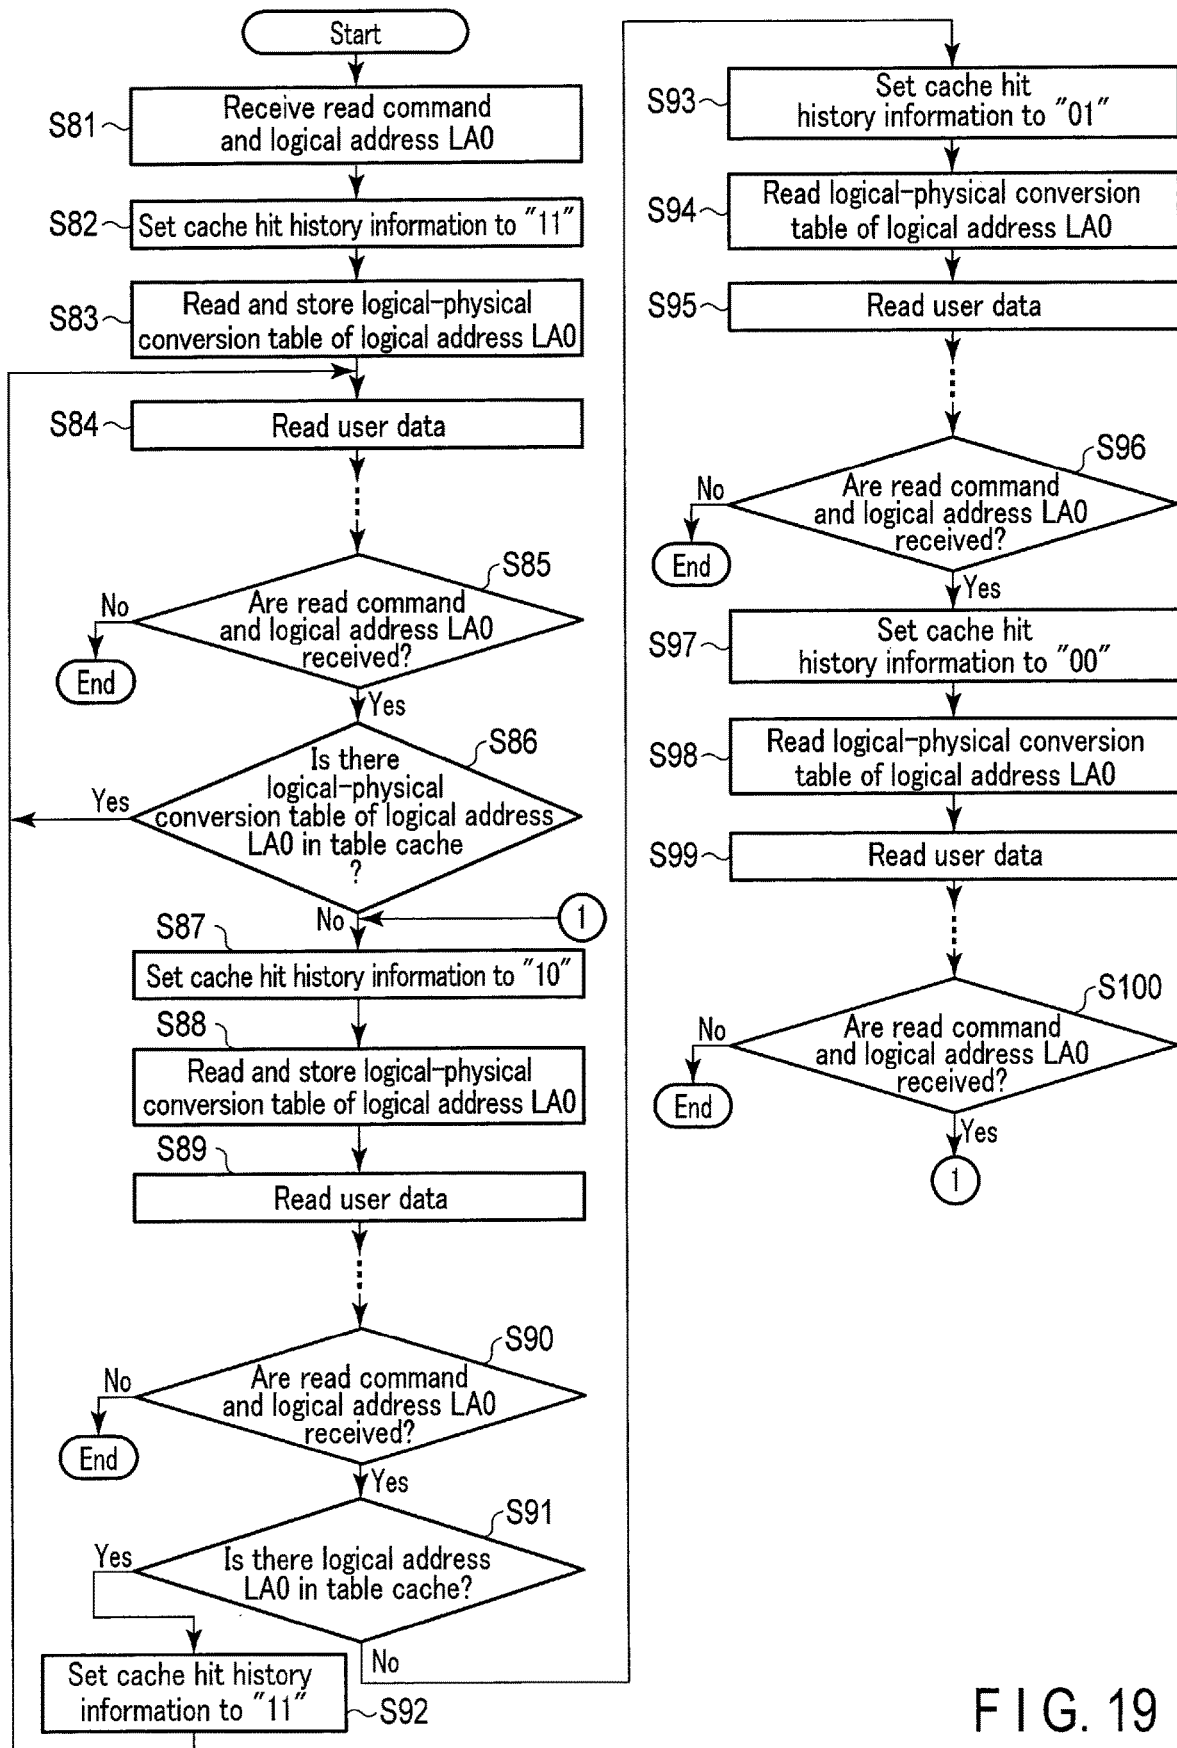 Start
S81
Receive read command
and logical address LA0
S82
Set cache hit history information to "11"
S83
Read and store logical-physical
conversion table of logical address LA0
S84
Read user data
S85
Are read command
and logical address LA0
received?
No
End
Yes
S86
Is there
logical-physical
conversion table of logical address
LA0 in table cache
?
Yes
No
1
S87
Set cache hit history information to "10"
S88
Read and store logical-physical
conversion table of logical address LA0
S89
Read user data
S90
Are read command
and logical address LA0
received?
No
End
Yes
S91
Is there logical address
LA0 in table cache?
Yes
No
Set cache hit history
information to "11"
S92
S93
Set cache hit
history information to "01"
S94
Read logical-physical conversion
table of logical address LA0
S95
Read user data
S96
Are read command
and logical address LA0
received?
No
End
Yes
S97
Set cache hit
history information to "00"
S98
Read logical-physical conversion
table of logical address LA0
S99
Read user data
S100
Are read command
and logical address LA0
received?
No
End
Yes
1
FIG. 19